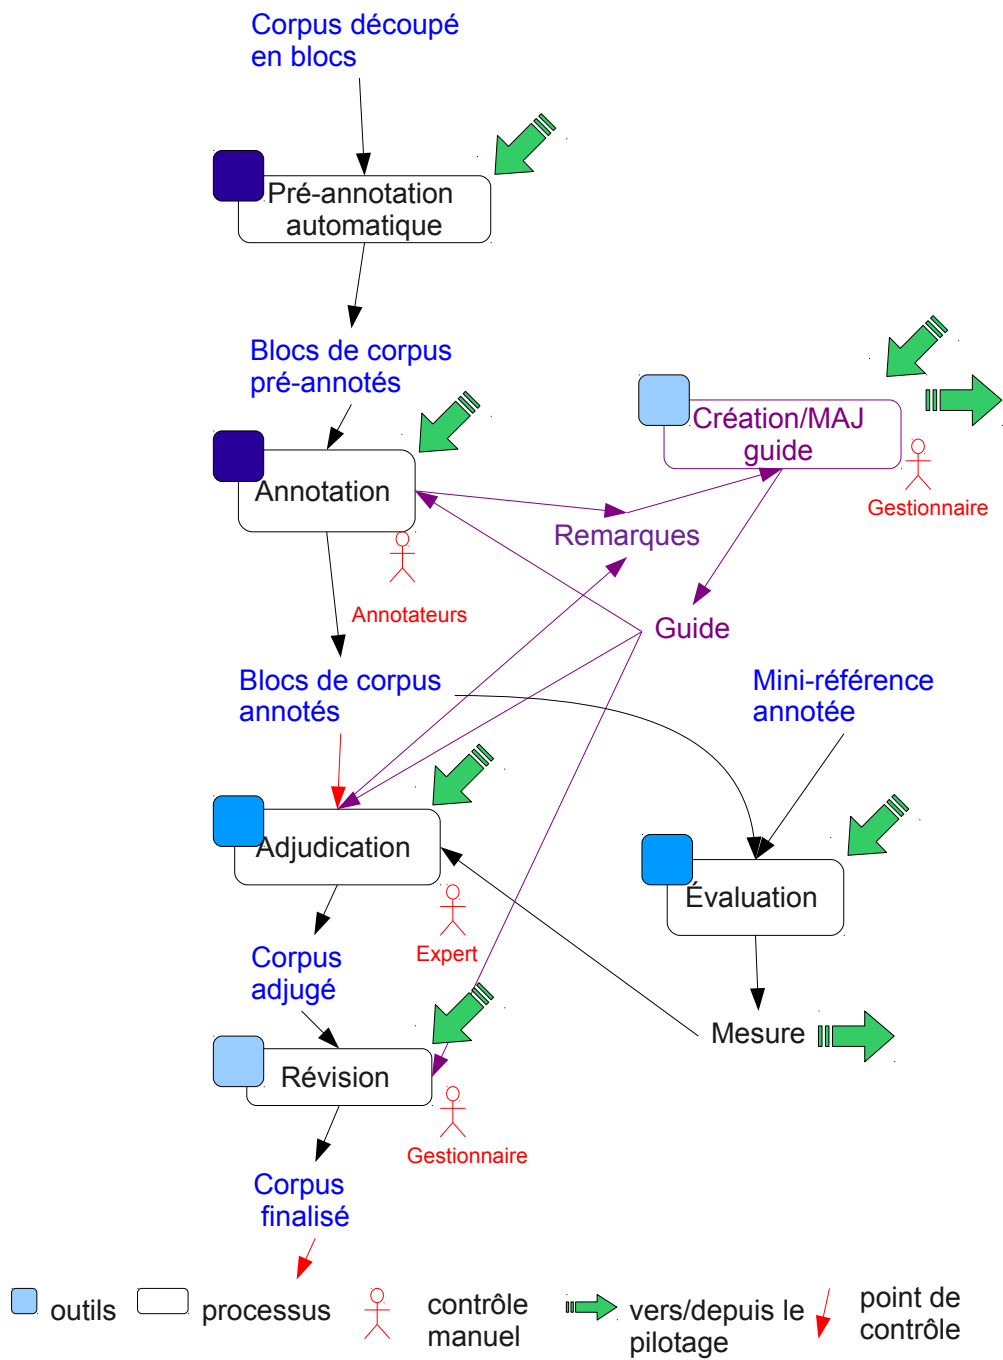 Corpus découpé
en blocs
Pré-annotation
automatique
Blocs de corpus
pré-annotés
Création/MAJ
guide
Gestionnaire
Annotation
Remarques
Annotateurs
Guide
Blocs de corpus
annotés
Mini-référence
annotée
Adjudication
Évaluation
Expert
Corpus
adjugé
Mesure
Révision
Gestionnaire
Corpus
finalisé
outils
processus
contrôle
manuel
vers/depuis le
pilotage
point de
contrôle